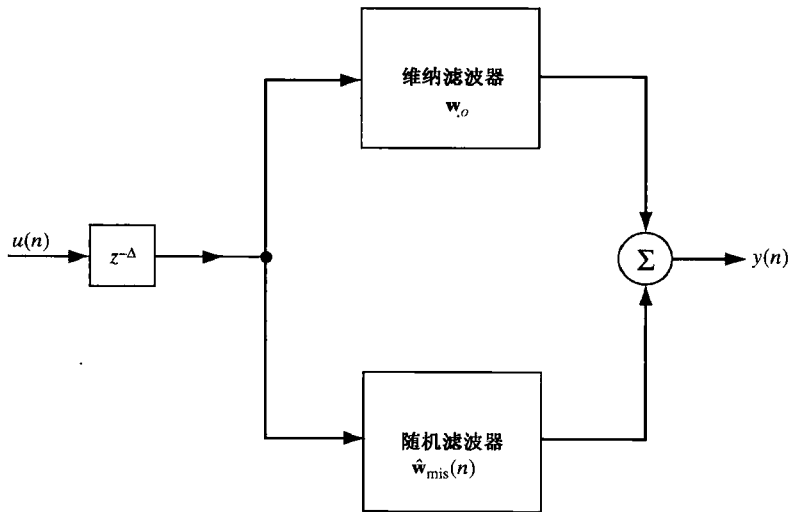 维纳滤波器
w_o
u(n)
z^{-Δ}
Σ
y(n)
随机滤波器
ŵ_mis(n)